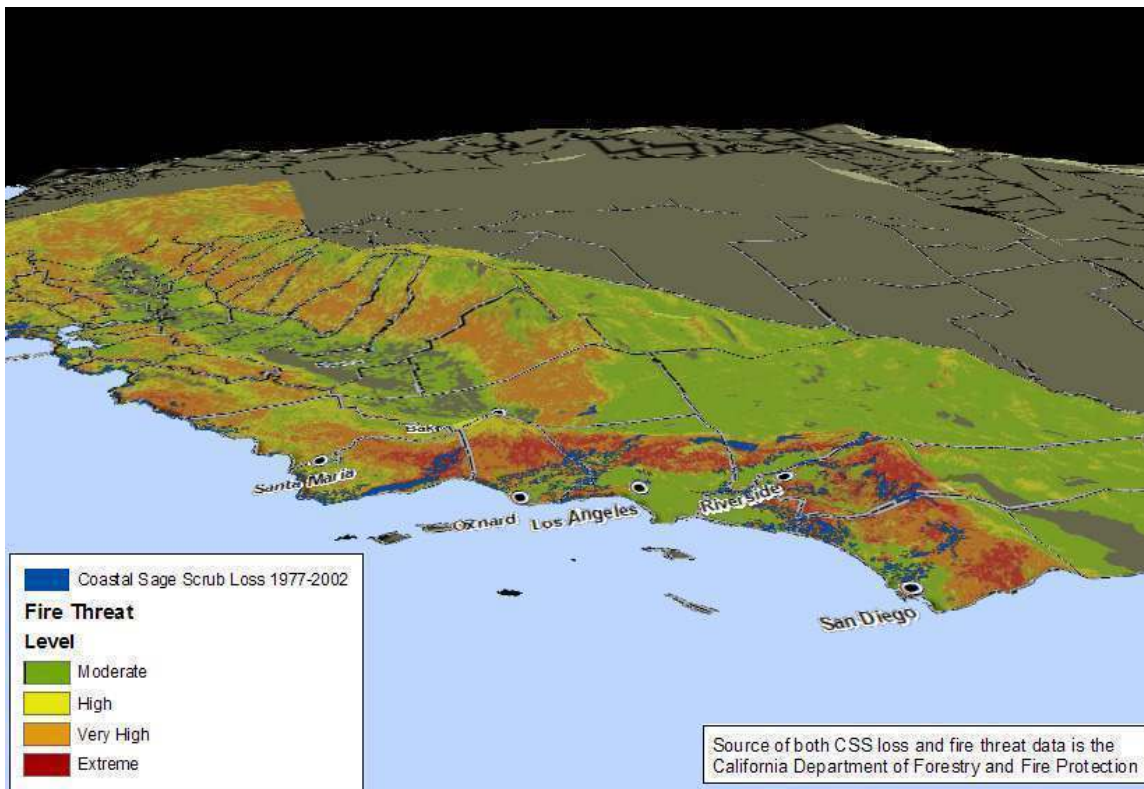 Bake
Santa Maria
Oxnard
Los Angeles
Riverside
San Diego
Coastal Sage Scrub Loss 1977-2002
Fire Threat
Level
Moderate
High
Very High
Extreme
Source of both CSS loss and fire threat data is the
California Department of Forestry and Fire Protection